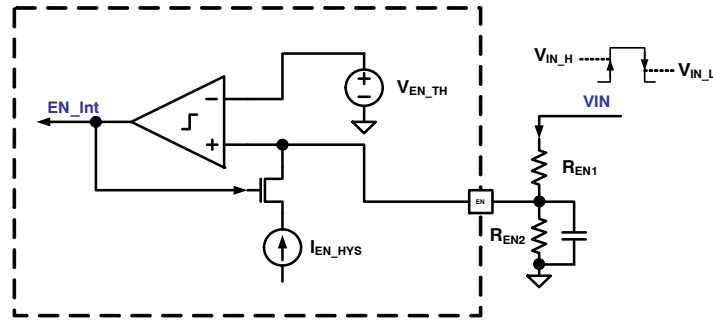 V_IN_H
V_IN_L
EN_Int
V_EN_TH
VIN
R_EN1
EN
R_EN2
I_EN_HYS